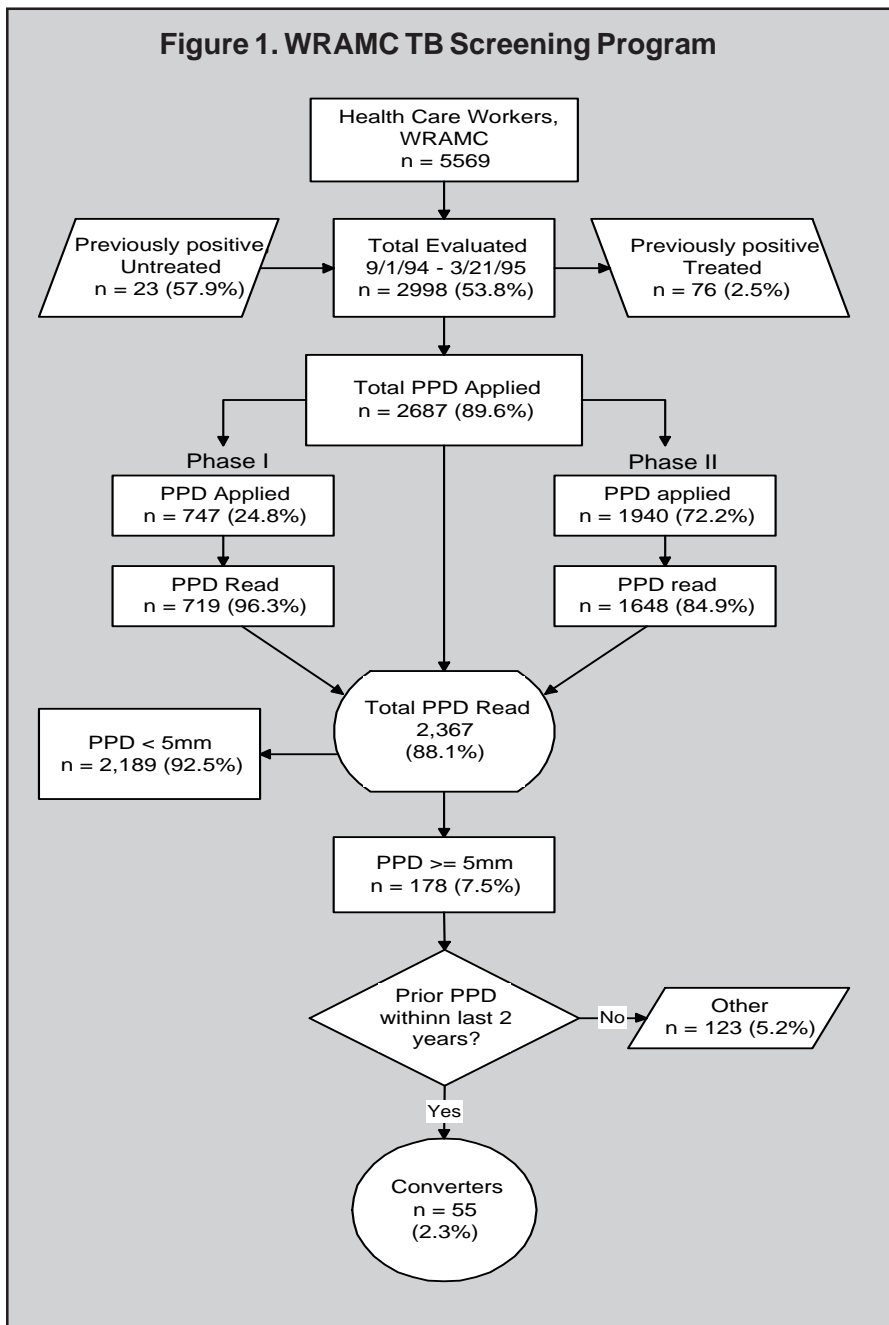 Figure 1. WRAMC TB Screening Program
Health Care Workers,
WRAMC
n = 5569
Previously positive,
Untreated
n = 23 (57.9%)
Total Evaluated
9/1/94 - 3/21/95
n = 2998 (53.8%)
Previously positive
Treated
n = 76 (2.5%)
Total PPD Applied
n = 2687 (89.6%)
Phase I
Phase II
PPD Applied
n = 747 (24.8%)
PPD applied
n = 1940 (72.2%)
PPD Read
n = 719 (96.3%)
PPD read
n = 1648 (84.9%)
Total PPD Read
2,367
(88.1%)
PPD < 5mm
n = 2,189 (92.5%)
PPD >= 5mm
n = 178 (7.5%)
Prior PPD
withinn last 2
years?
No
Other
n = 123 (5.2%)
Yes
Converters
n = 55
(2.3%)